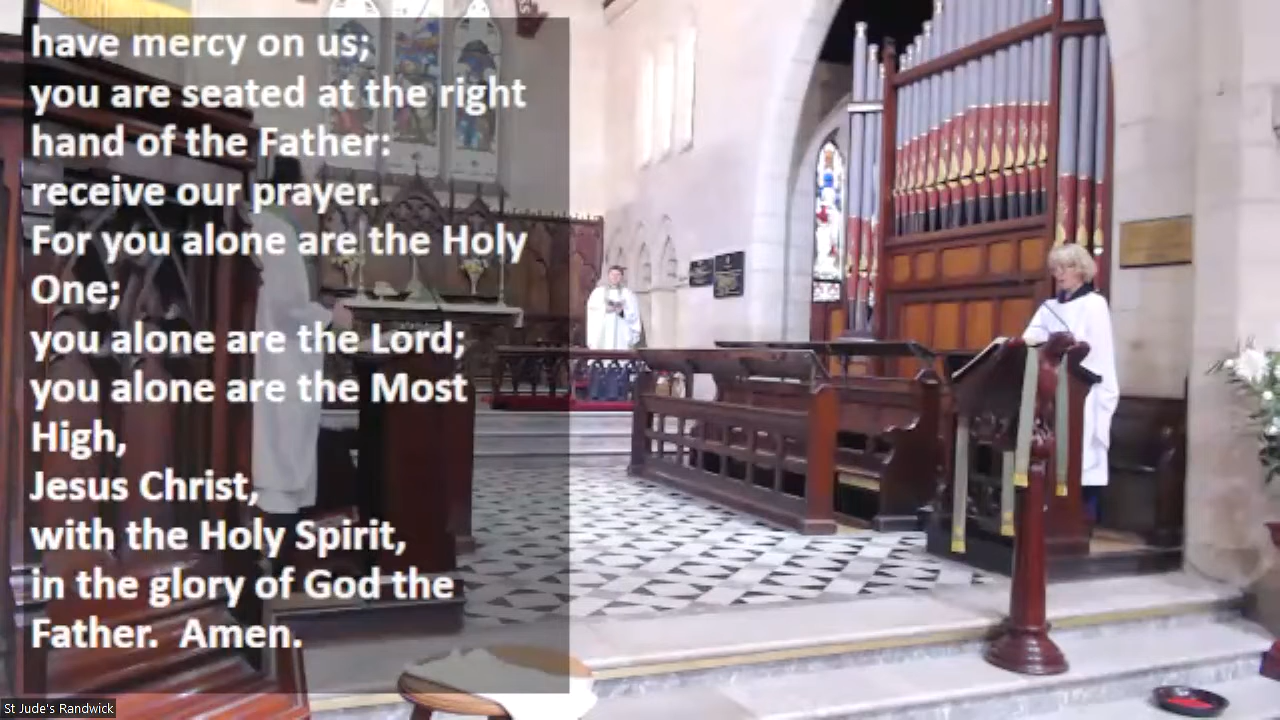 have mercy on us;
you are seated at the right
hand of the Father:
receive our prayer.
For you alone are the Holy
One;
you alone are the Lord;
you alone are the Most
High,
Jesus Christ,
with the Holy Spirit,
in the glory of God the
Father.  Amen.
St Jude's Randwick